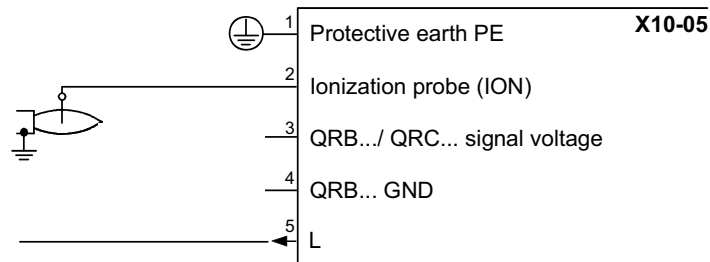 X10-05
1 Protective earth PE
2 Ionization probe (ION)
3 QRB.../ QRC... signal voltage
4 QRB... GND
5 L